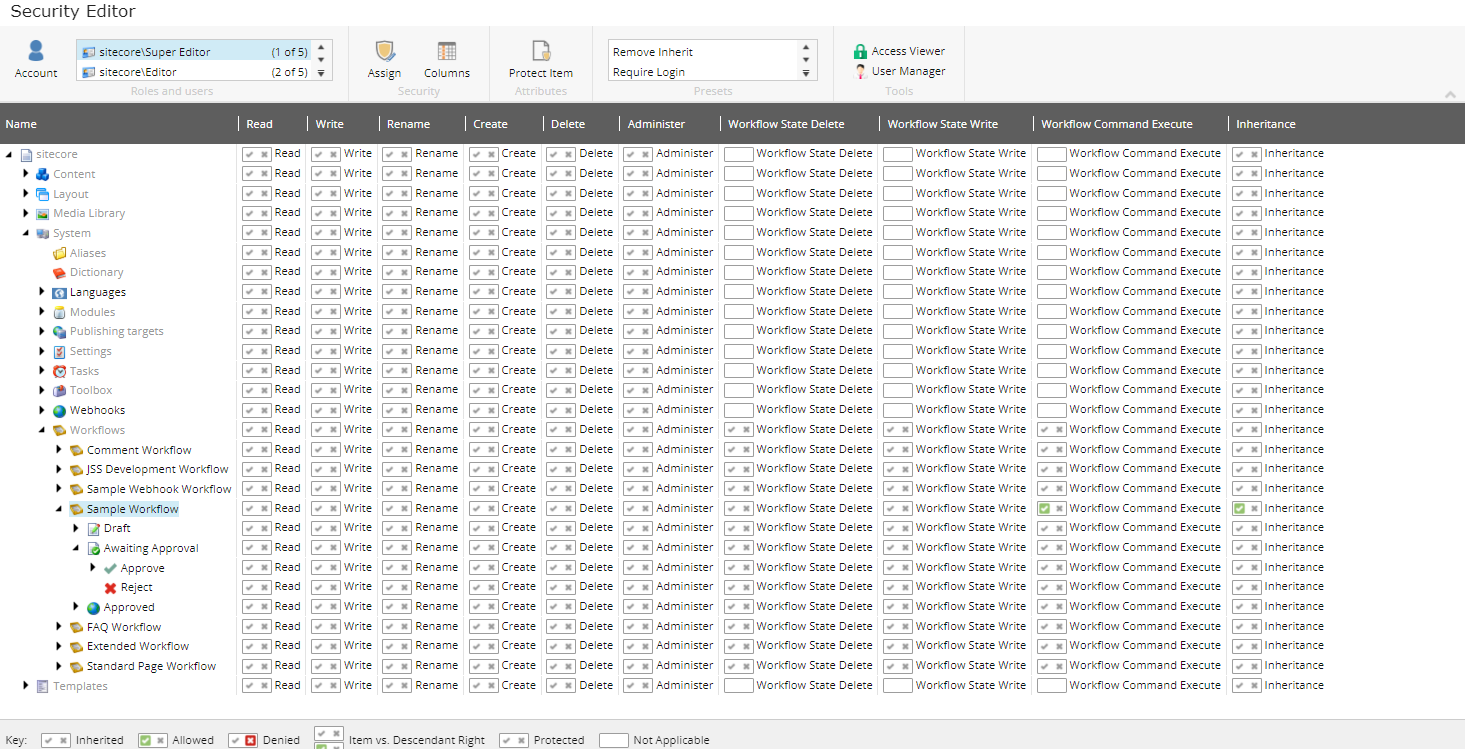 Security Editor
Account
sitecore\Super Editor (1 of 5)
sitecore\Editor (2 of 5)
Roles and users
Assign Columns
Security
Protect Item
Attributes
Remove Inherit
Require Login
Presets
Access Viewer
User Manager
Tools
Name Read Write Rename Create Delete Administer Workflow State Delete Workflow State Write Workflow Command Execute Inheritance
sitecore Read Write Rename Create Delete Administer Workflow State Delete Workflow State Write Workflow Command Execute Inheritance
Content Read Write Rename Create Delete Administer Workflow State Delete Workflow State Write Workflow Command Execute Inheritance
Layout Read Write Rename Create Delete Administer Workflow State Delete Workflow State Write Workflow Command Execute Inheritance
Media Library Read Write Rename Create Delete Administer Workflow State Delete Workflow State Write Workflow Command Execute Inheritance
System Read Write Rename Create Delete Administer Workflow State Delete Workflow State Write Workflow Command Execute Inheritance
Aliases Read Write Rename Create Delete Administer Workflow State Delete Workflow State Write Workflow Command Execute Inheritance
Dictionary Read Write Rename Create Delete Administer Workflow State Delete Workflow State Write Workflow Command Execute Inheritance
Languages Read Write Rename Create Delete Administer Workflow State Delete Workflow State Write Workflow Command Execute Inheritance
Modules Read Write Rename Create Delete Administer Workflow State Delete Workflow State Write Workflow Command Execute Inheritance
Publishing targets Read Write Rename Create Delete Administer Workflow State Delete Workflow State Write Workflow Command Execute Inheritance
Settings Read Write Rename Create Delete Administer Workflow State Delete Workflow State Write Workflow Command Execute Inheritance
Tasks Read Write Rename Create Delete Administer Workflow State Delete Workflow State Write Workflow Command Execute Inheritance
Toolbox Read Write Rename Create Delete Administer Workflow State Delete Workflow State Write Workflow Command Execute Inheritance
Webhooks Read Write Rename Create Delete Administer Workflow State Delete Workflow State Write Workflow Command Execute Inheritance
Workflows Read Write Rename Create Delete Administer Workflow State Delete Workflow State Write Workflow Command Execute Inheritance
Comment Workflow Read Write Rename Create Delete Administer Workflow State Delete Workflow State Write Workflow Command Execute Inheritance
JSS Development Workflow Read Write Rename Create Delete Administer Workflow State Delete Workflow State Write Workflow Command Execute Inheritance
Sample Webhook Workflow Read Write Rename Create Delete Administer Workflow State Delete Workflow State Write Workflow Command Execute Inheritance
Sample Workflow Read Write Rename Create Delete Administer Workflow State Delete Workflow State Write Workflow Command Execute Inheritance
Draft Read Write Rename Create Delete Administer Workflow State Delete Workflow State Write Workflow Command Execute Inheritance
Awaiting Approval Read Write Rename Create Delete Administer Workflow State Delete Workflow State Write Workflow Command Execute Inheritance
Approve Read Write Rename Create Delete Administer Workflow State Delete Workflow State Write Workflow Command Execute Inheritance
Reject Read Write Rename Create Delete Administer Workflow State Delete Workflow State Write Workflow Command Execute Inheritance
Approved Read Write Rename Create Delete Administer Workflow State Delete Workflow State Write Workflow Command Execute Inheritance
FAQ Workflow Read Write Rename Create Delete Administer Workflow State Delete Workflow State Write Workflow Command Execute Inheritance
Extended Workflow Read Write Rename Create Delete Administer Workflow State Delete Workflow State Write Workflow Command Execute Inheritance
Standard Page Workflow Read Write Rename Create Delete Administer Workflow State Delete Workflow State Write Workflow Command Execute Inheritance
Templates Read Write Rename Create Delete Administer Workflow State Delete Workflow State Write Workflow Command Execute Inheritance
Key: Inherited Allowed Denied Item vs. Descendant Right Protected Not Applicable